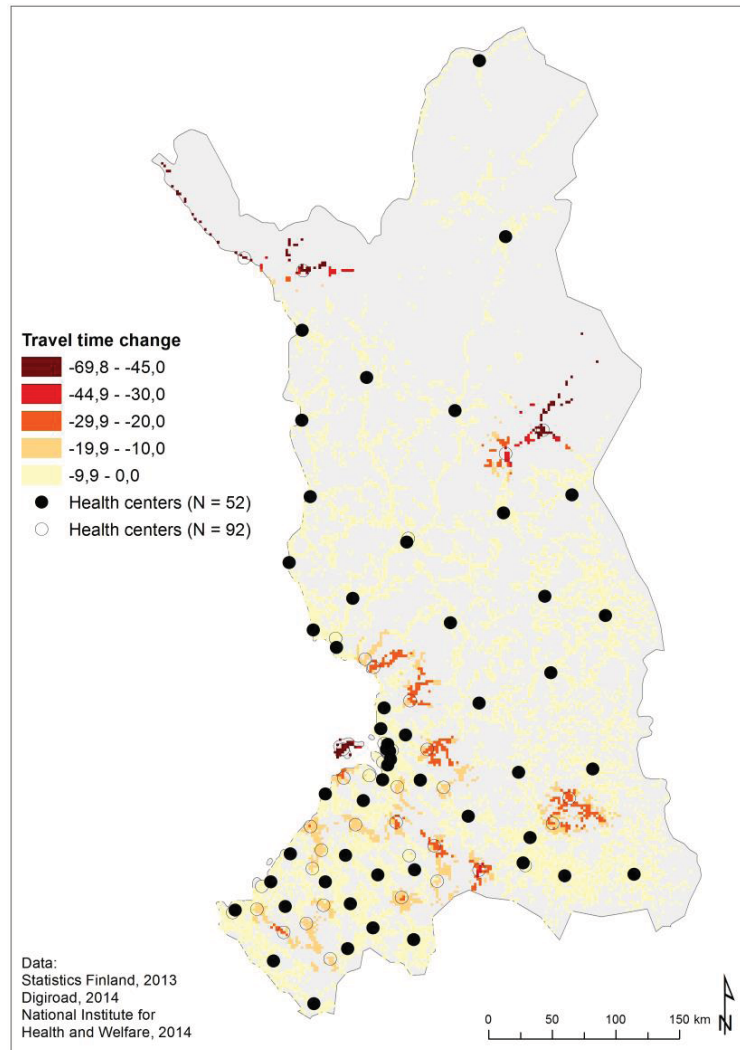 Travel time change
-69,8 - -45,0
-44,9 - -30,0
-29,9 - -20,0
-19,9 - -10,0
-9,9 - 0,0
Health centers (N = 52)
Health centers (N = 92)
Data:
Statistics Finland, 2013
Digiroad, 2014
National Institute for
Health and Welfare, 2014
0 50 100 150 km
N